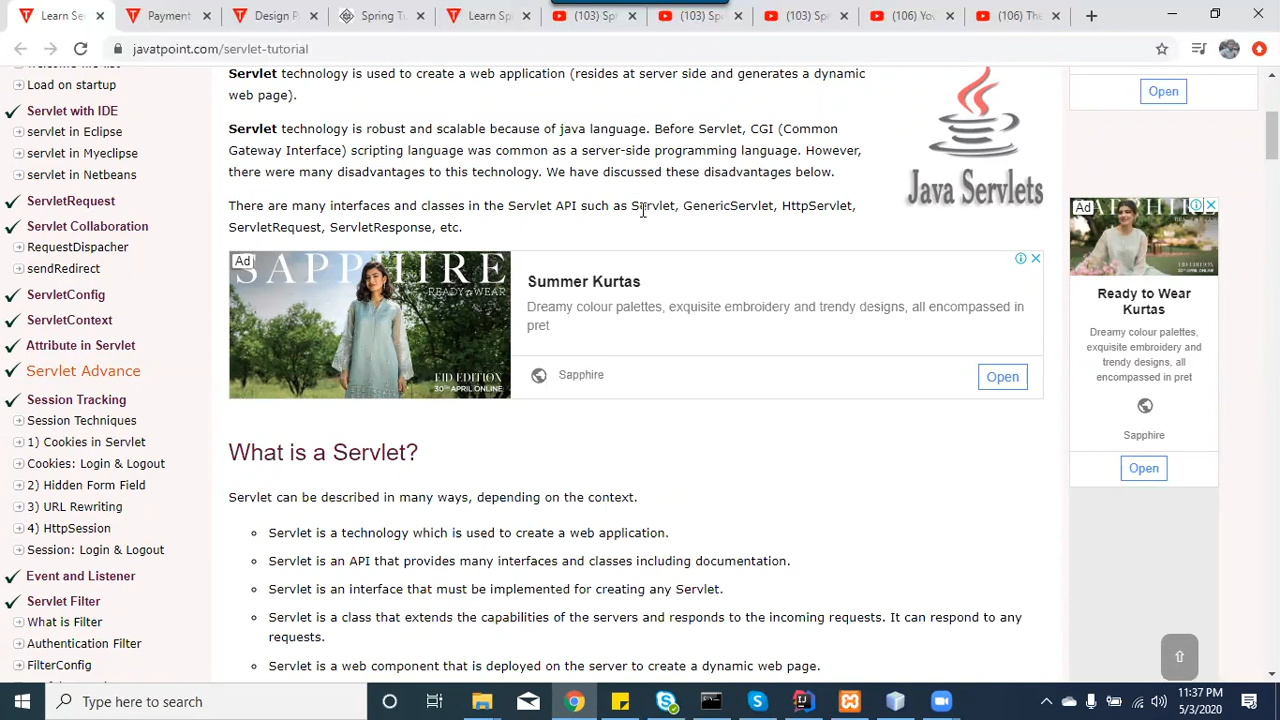 Learn Se
Payment
Design P
Spring T
Learn Sp
(103) Sp
(103) Sp
(103) Sp
(106) Yo
(106) The
javatpoint.com/servlet-tutorial
Load on startup
Servlet with IDE
servlet in Eclipse
servlet in Myeclipse
servlet in Netbeans
ServletRequest
Servlet Collaboration
RequestDispacher
sendRedirect
ServletConfig
ServletContext
Attribute in Servlet
Servlet Advance
Session Tracking
Session Techniques
1) Cookies in Servlet
Cookies: Login & Logout
2) Hidden Form Field
3) URL Rewriting
4) HttpSession
Session: Login & Logout
Event and Listener
Servlet Filter
What is Filter
Authentication Filter
FilterConfig
Servlet technology is used to create a web application (resides at server side and generates a dynamic
web page).
Servlet technology is robust and scalable because of java language. Before Servlet, CGI (Common
Gateway Interface) scripting language was common as a server-side programming language. However,
there were many disadvantages to this technology. We have discussed these disadvantages below.
There are many interfaces and classes in the Servlet API such as Servlet, GenericServlet, HttpServlet,
ServletRequest, ServletResponse, etc.
Java Servlets
Ad
SAPPHIRE
READY TO WEAR
EID EDITION
30TH APRIL ONLINE
Summer Kurtas
Dreamy colour palettes, exquisite embroidery and trendy designs, all encompassed in
pret
Sapphire
Open
What is a Servlet?
Servlet can be described in many ways, depending on the context.
Servlet is a technology which is used to create a web application.
Servlet is an API that provides many interfaces and classes including documentation.
Servlet is an interface that must be implemented for creating any Servlet.
Servlet is a class that extends the capabilities of the servers and responds to the incoming requests. It can respond to any
requests.
Servlet is a web component that is deployed on the server to create a dynamic web page.
Open
Ad
Ready to Wear
Kurtas
Dreamy colour palettes,
exquisite embroidery and
trendy designs, all
encompassed in pret
Sapphire
Open
Type here to search
11:37 PM
5/3/2020